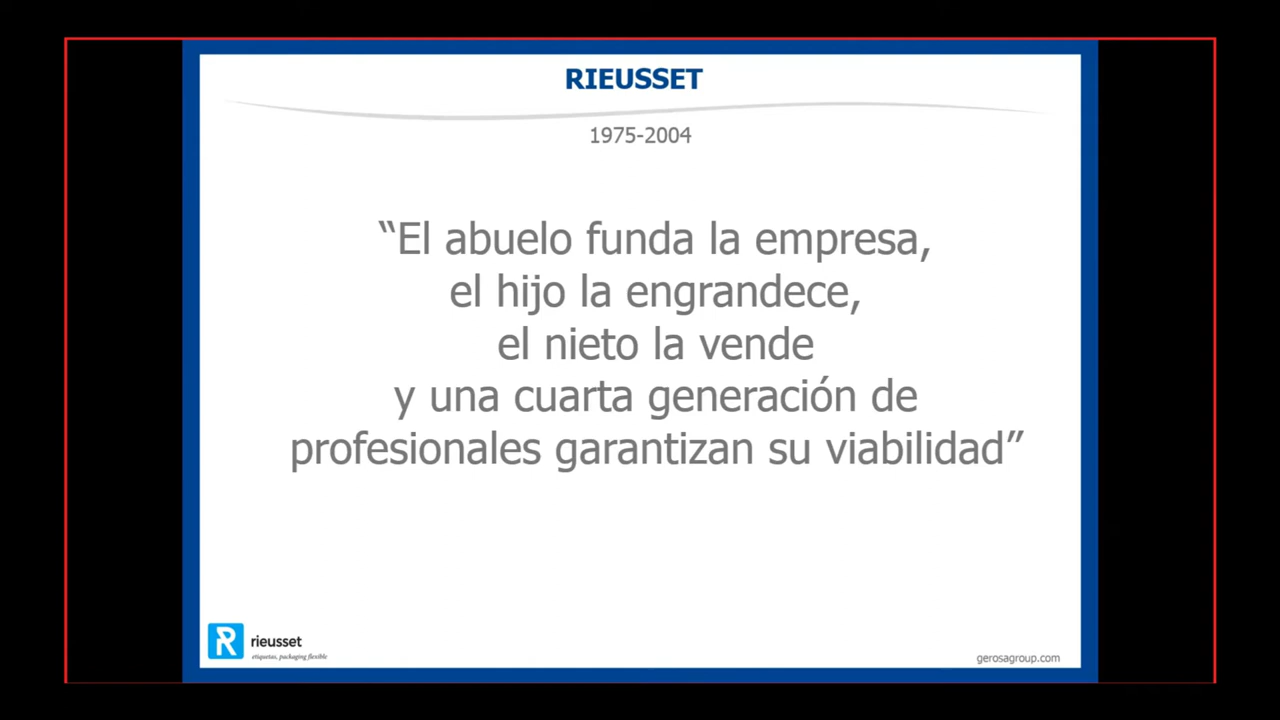 RIEUSSET
1975-2004
“El abuelo funda la empresa,
el hijo la engrandece,
el nieto la vende
y una cuarta generación de
profesionales garantizan su viabilidad”
R rieusset
etiquetas, packaging flexible
gerosagroup.com